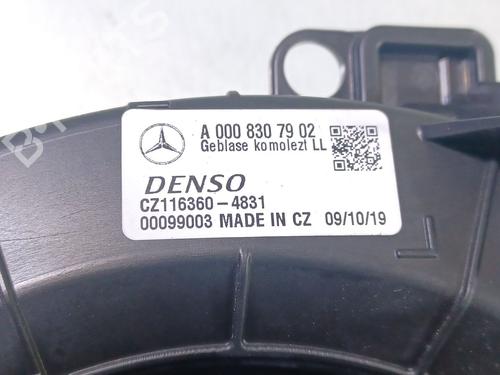 A 000 830 79 02
Geblase komolezt LL
DENSO
CZ116360-4831
00099003 MADE IN CZ 09/10/19